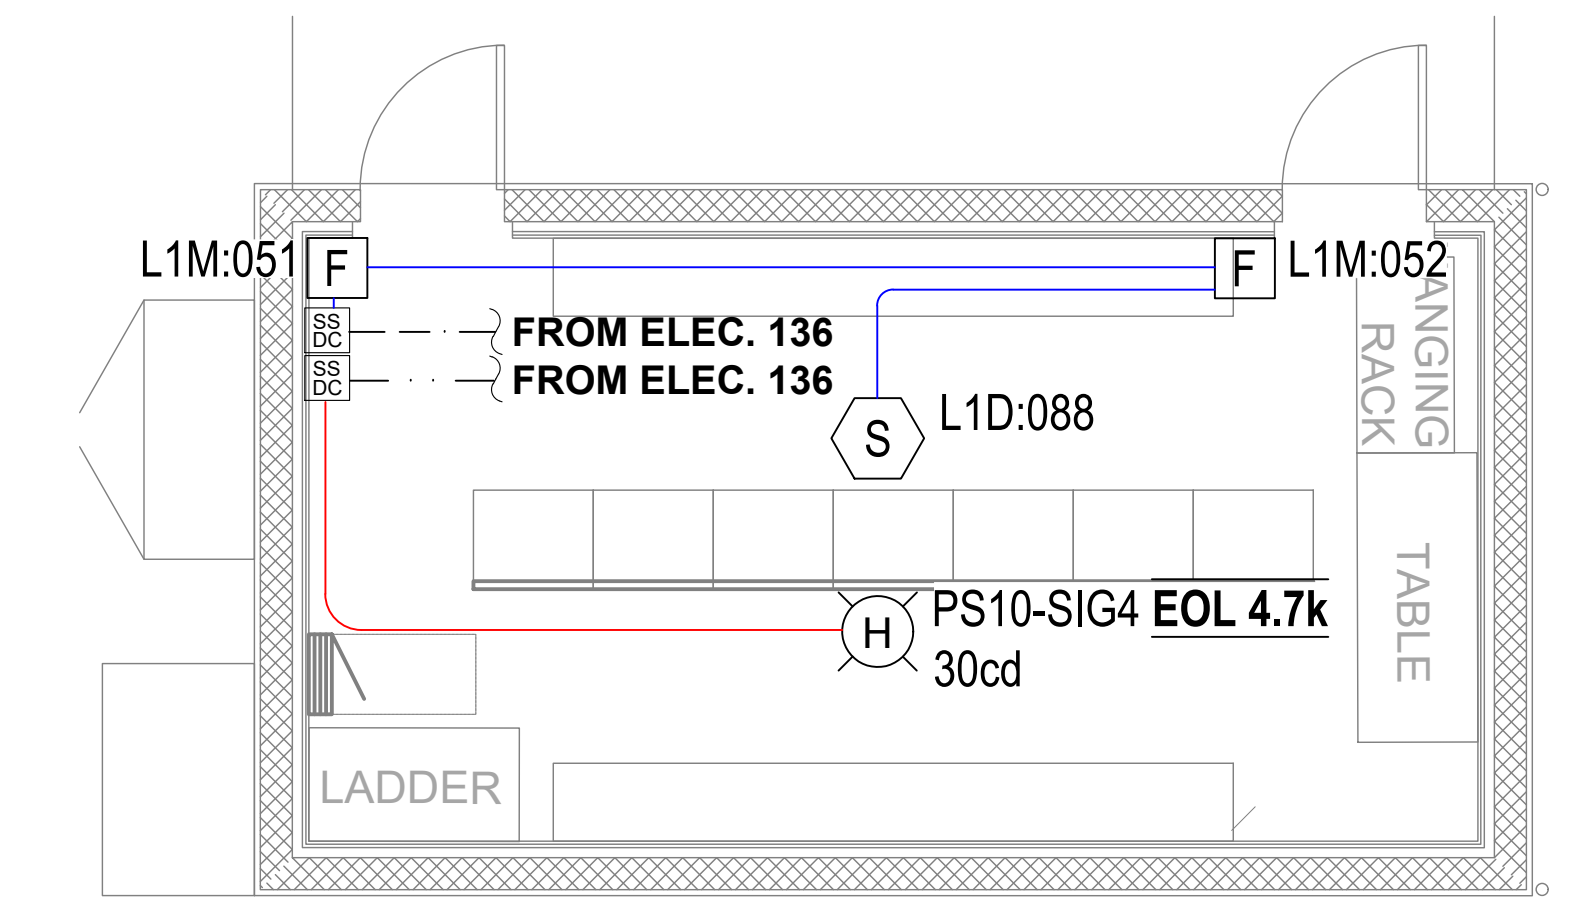 L1M:051
F
F
L1M:052
SS
DC
FROM ELEC. 136
SS
DC
FROM ELEC. 136
ANGING
RACK
S
L1D:088
TABLE
H
PS10-SIG4 EOL 4.7k
30cd
LADDER